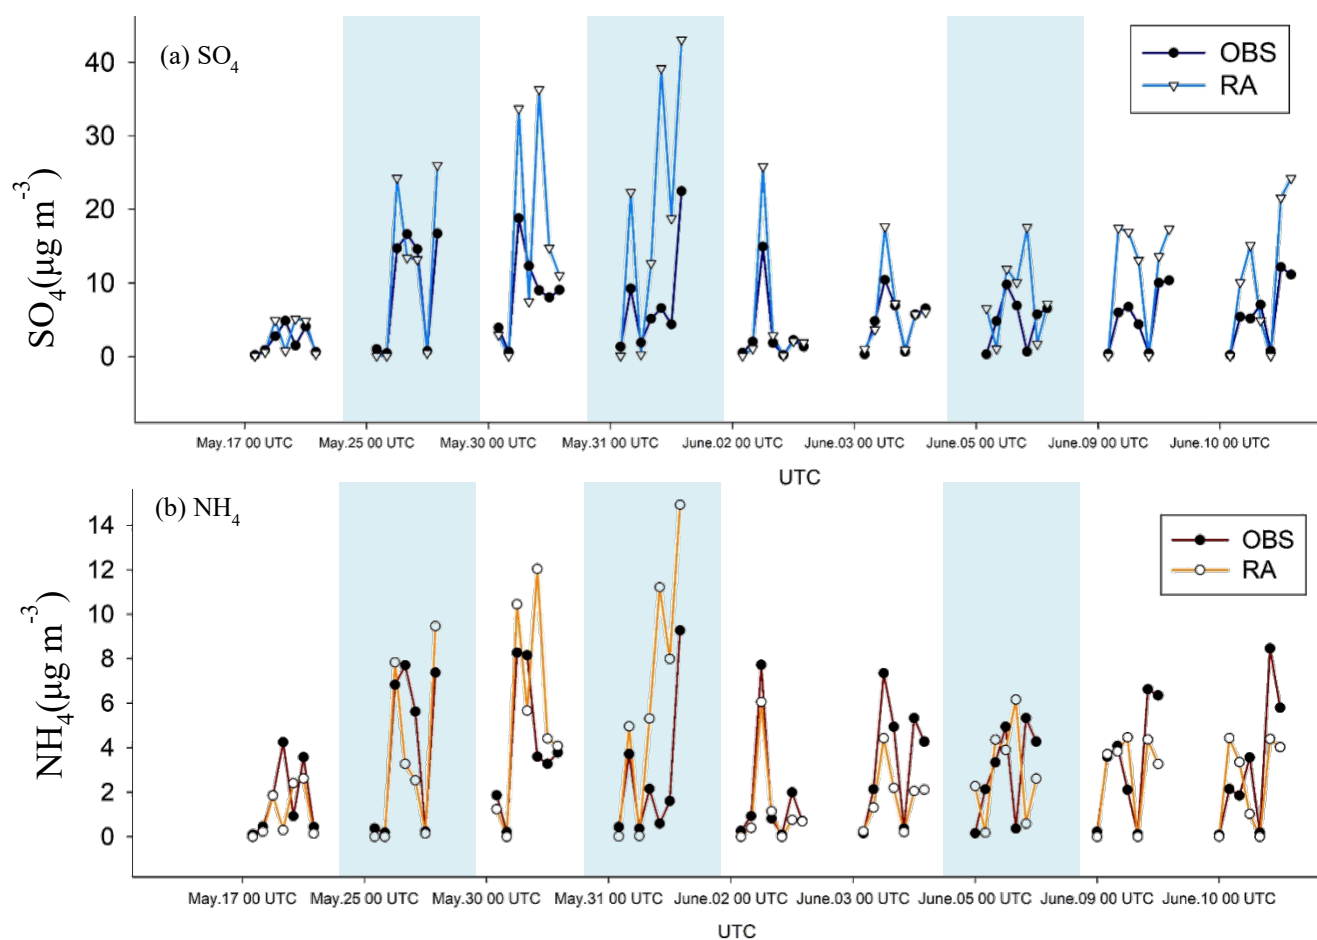 (a) SO4
OBS
RA
SO4(μg m-3)
40
30
20
10
0
May.17 00 UTC May.25 00 UTC May.30 00 UTC May.31 00 UTC June.02 00 UTC June.03 00 UTC June.05 00 UTC June.09 00 UTC June.10 00 UTC
UTC
(b) NH4
OBS
RA
NH4(μg m-3)
14
12
10
8
6
4
2
0
May.17 00 UTC May.25 00 UTC May.30 00 UTC May.31 00 UTC June.02 00 UTC June.03 00 UTC June.05 00 UTC June.09 00 UTC June.10 00 UTC
UTC